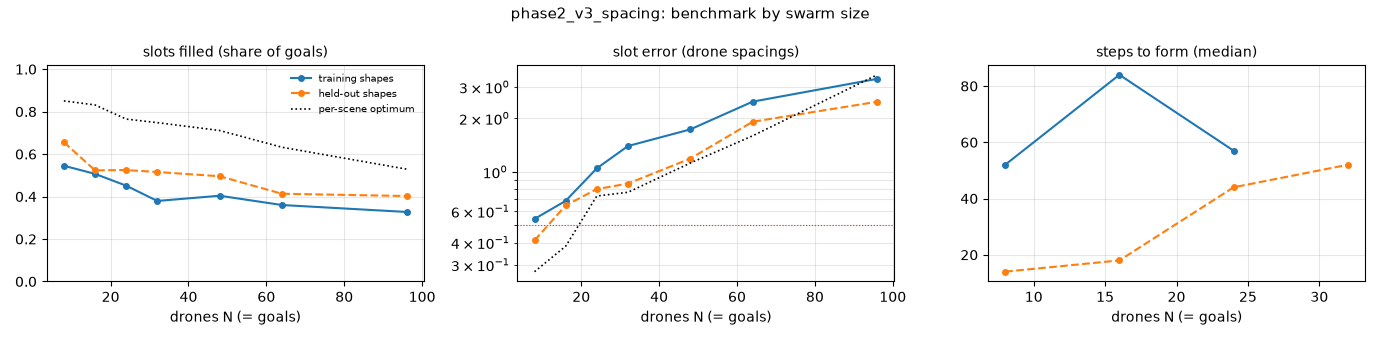 phase2_v3_spacing: benchmark by swarm size
slots filled (share of goals)
1.0
0.8
0.6
0.4
0.2
0.0
training shapes
held-out shapes
per-scene optimum
20
40
60
80
100
drones N (= goals)
slot error (drone spacings)
3 × 10⁰
2 × 10⁰
10⁰
6 × 10⁻¹
4 × 10⁻¹
3 × 10⁻¹
20
40
60
80
100
drones N (= goals)
steps to form (median)
80
60
40
20
10
15
20
25
30
drones N (= goals)